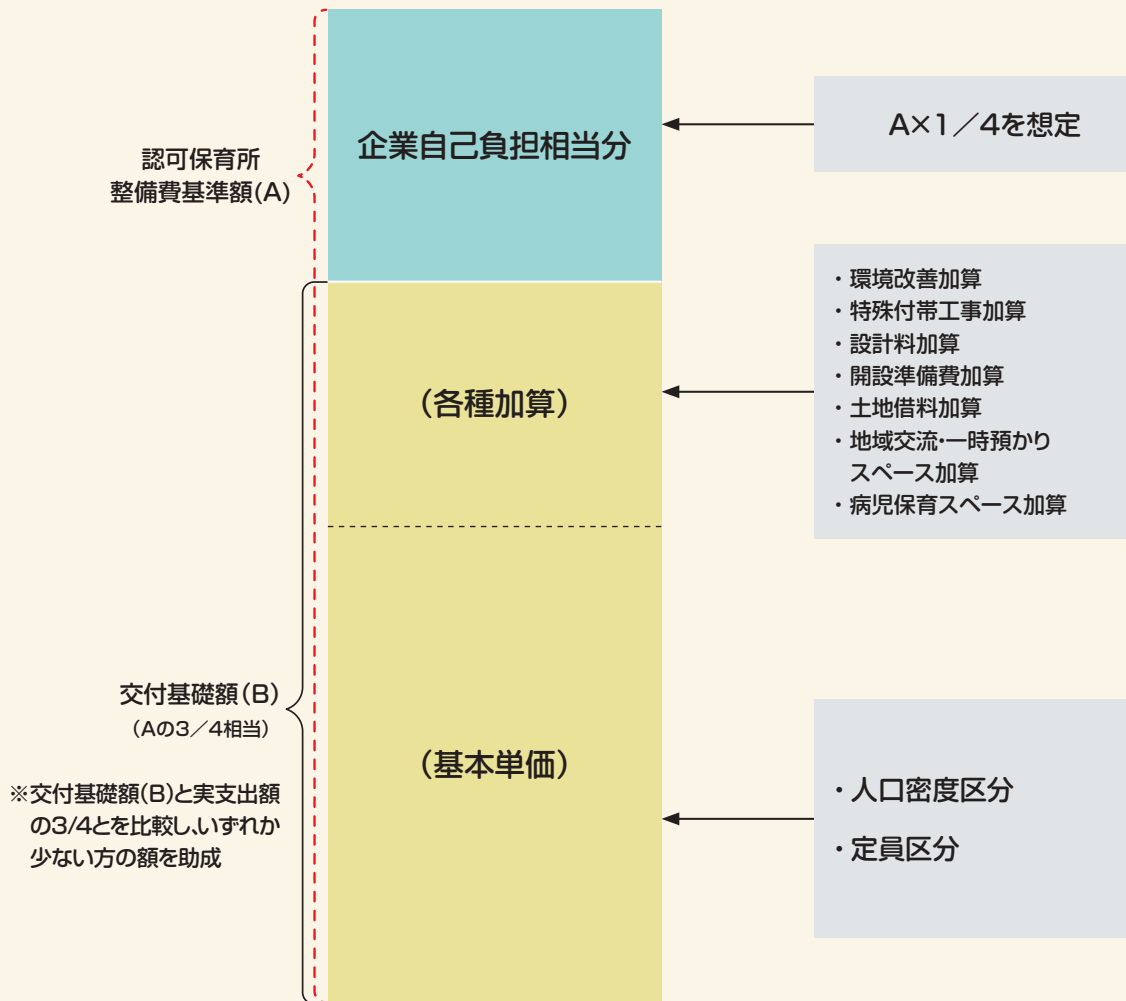 企業自己負担相当分
A×1／4を想定
認可保育所
整備費基準額(A)
・環境改善加算
・特殊付帯工事加算
・設計料加算
・開設準備費加算
・土地借料加算
・地域交流・一時預かり
スペース加算
・病児保育スペース加算
（各種加算）
交付基礎額（B）
（Aの3／4相当）
※交付基礎額(B)と実支出額
の3/4とを比較し、いずれか
少ない方の額を助成
（基本単価）
・人口密度区分
・定員区分